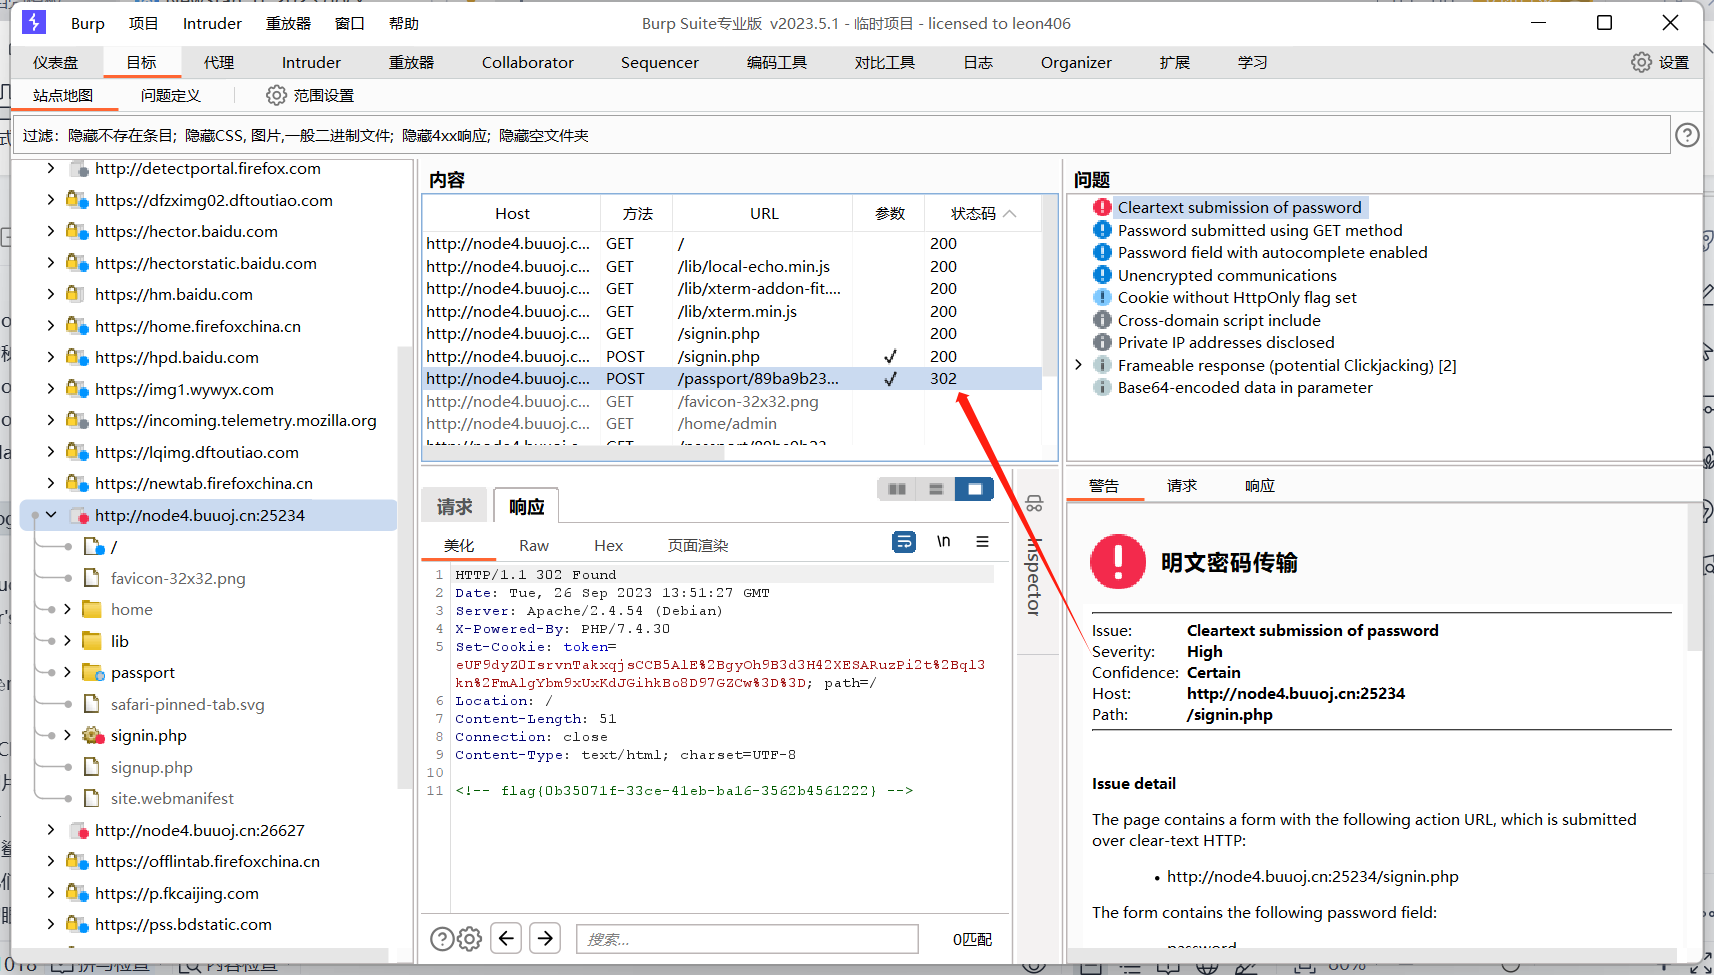 Burp 项目 Intruder 重放器 窗口 帮助 Burp Suite专业版 v2023.5.1 - 临时项目 - licensed to leon406
仪表盘 目标 代理 Intruder 重放器 Collaborator Sequencer 编码工具 对比工具 日志 Organizer 扩展 学习 设置
站点地图 问题定义 范围设置
过滤：隐藏不存在条目; 隐藏CSS, 图片,一般二进制文件; 隐藏4xx响应; 隐藏空文件夹
http://detectportal.firefox.com
https://dfzximg02.dftoutiao.com
https://hector.baidu.com
https://hectorstatic.baidu.com
https://hm.baidu.com
https://home.firefoxchina.cn
https://hpd.baidu.com
https://img1.wywyx.com
https://incoming.telemetry.mozilla.org
https://lqimg.dftoutiao.com
https://newtab.firefoxchina.cn
http://node4.buuoj.cn:25234
/
favicon-32x32.png
home
lib
passport
safari-pinned-tab.svg
signin.php
signup.php
site.webmanifest
http://node4.buuoj.cn:26627
https://offlintab.firefoxchina.cn
https://p.fkcaijing.com
https://pss.bdstatic.com
内容
Host 方法 URL 参数 状态码
http://node4.buuoj.c... GET / 200
http://node4.buuoj.c... GET /lib/local-echo.min.js 200
http://node4.buuoj.c... GET /lib/xterm-addon-fit.... 200
http://node4.buuoj.c... GET /lib/xterm.min.js 200
http://node4.buuoj.c... GET /signin.php 200
http://node4.buuoj.c... POST /signin.php ✓ 200
http://node4.buuoj.c... POST /passport/89ba9b23... ✓ 302
http://node4.buuoj.c... GET /favicon-32x32.png
http://node4.buuoj.c... GET /home/admin
请求 响应
美化 Raw Hex 页面渲染 \n
1 HTTP/1.1 302 Found
2 Date: Tue, 26 Sep 2023 13:51:27 GMT
3 Server: Apache/2.4.54 (Debian)
4 X-Powered-By: PHP/7.4.30
5 Set-Cookie: token=
eUF9dyZ0IsrvnTakxqjsCCB5AlE%2BgyOh9B3d3H42XESARuzPi2t%2Bql3
kn%2FmAlgYbm9xUxKdJGihkBo8D97GZCw%3D%3D; path=/
6 Location: /
7 Content-Length: 51
8 Connection: close
9 Content-Type: text/html; charset=UTF-8
10
11 <!-- flag{0b35071f-33ce-41eb-ba16-3562b4561222} -->
搜索... 0匹配
Inspector
问题
Cleartext submission of password
Password submitted using GET method
Password field with autocomplete enabled
Unencrypted communications
Cookie without HttpOnly flag set
Cross-domain script include
Private IP addresses disclosed
Frameable response (potential Clickjacking) [2]
Base64-encoded data in parameter
警告 请求 响应
明文密码传输
Issue: Cleartext submission of password
Severity: High
Confidence: Certain
Host: http://node4.buuoj.cn:25234
Path: /signin.php
Issue detail
The page contains a form with the following action URL, which is submitted
over clear-text HTTP:
• http://node4.buuoj.cn:25234/signin.php
The form contains the following password field: